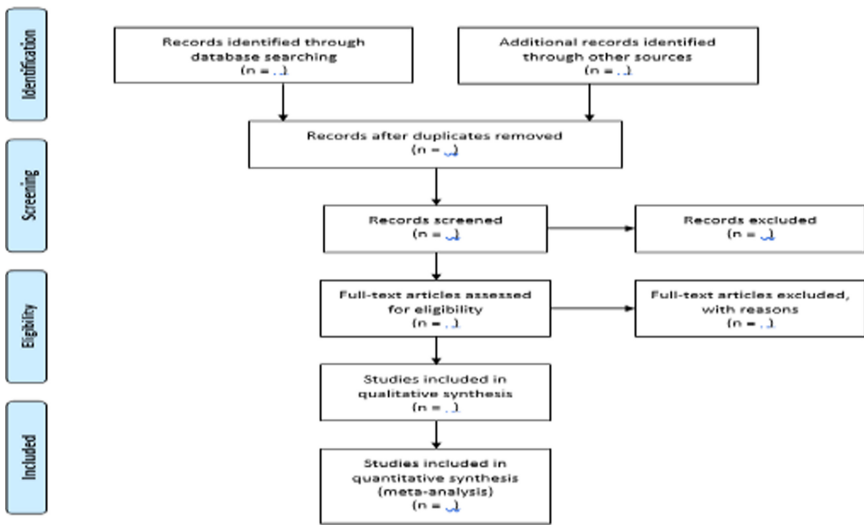 Identification
Records identified through
database searching
(n = ..)
Additional records identified
through other sources
(n = ..)
Records after duplicates removed
(n = ..)
Screening
Records screened
(n = ..)
Records excluded
(n = ..)
Eligibility
Full-text articles assessed
for eligibility
(n = ..)
Full-text articles excluded,
with reasons
(n = ..)
Studies included in
qualitative synthesis
(n = ..)
Included
Studies included in
quantitative synthesis
(meta-analysis)
(n = ..)